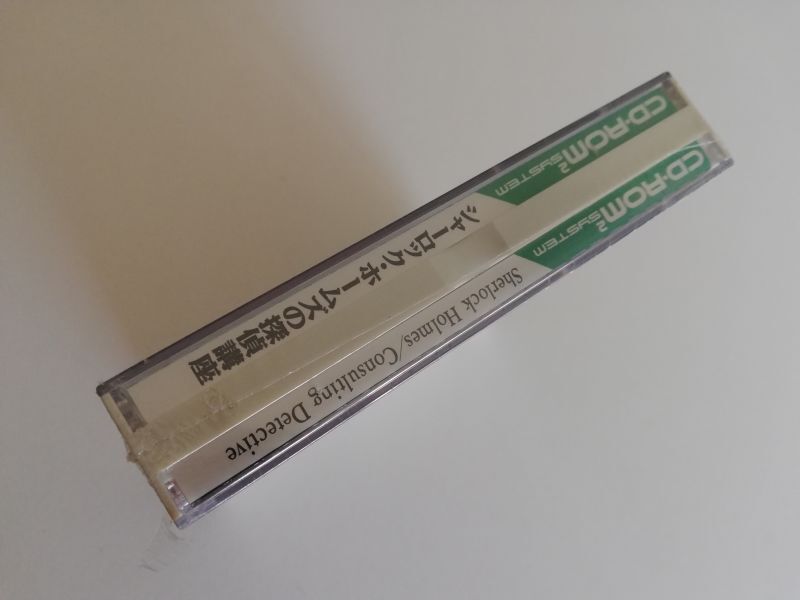 CD-ROM² SYSTEM
シャーロック・ホームズの探偵講座
CD-ROM² SYSTEM
Sherlock Holmes/Consulting Detective